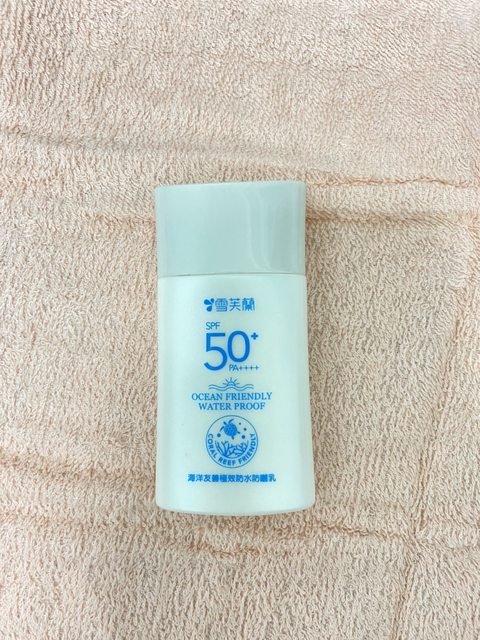 雪芙蘭
SPF
50+
PA++++
OCEAN FRIENDLY
WATER PROOF
CORAL REEF FRIENDLY
海洋友善極效防水防曬乳